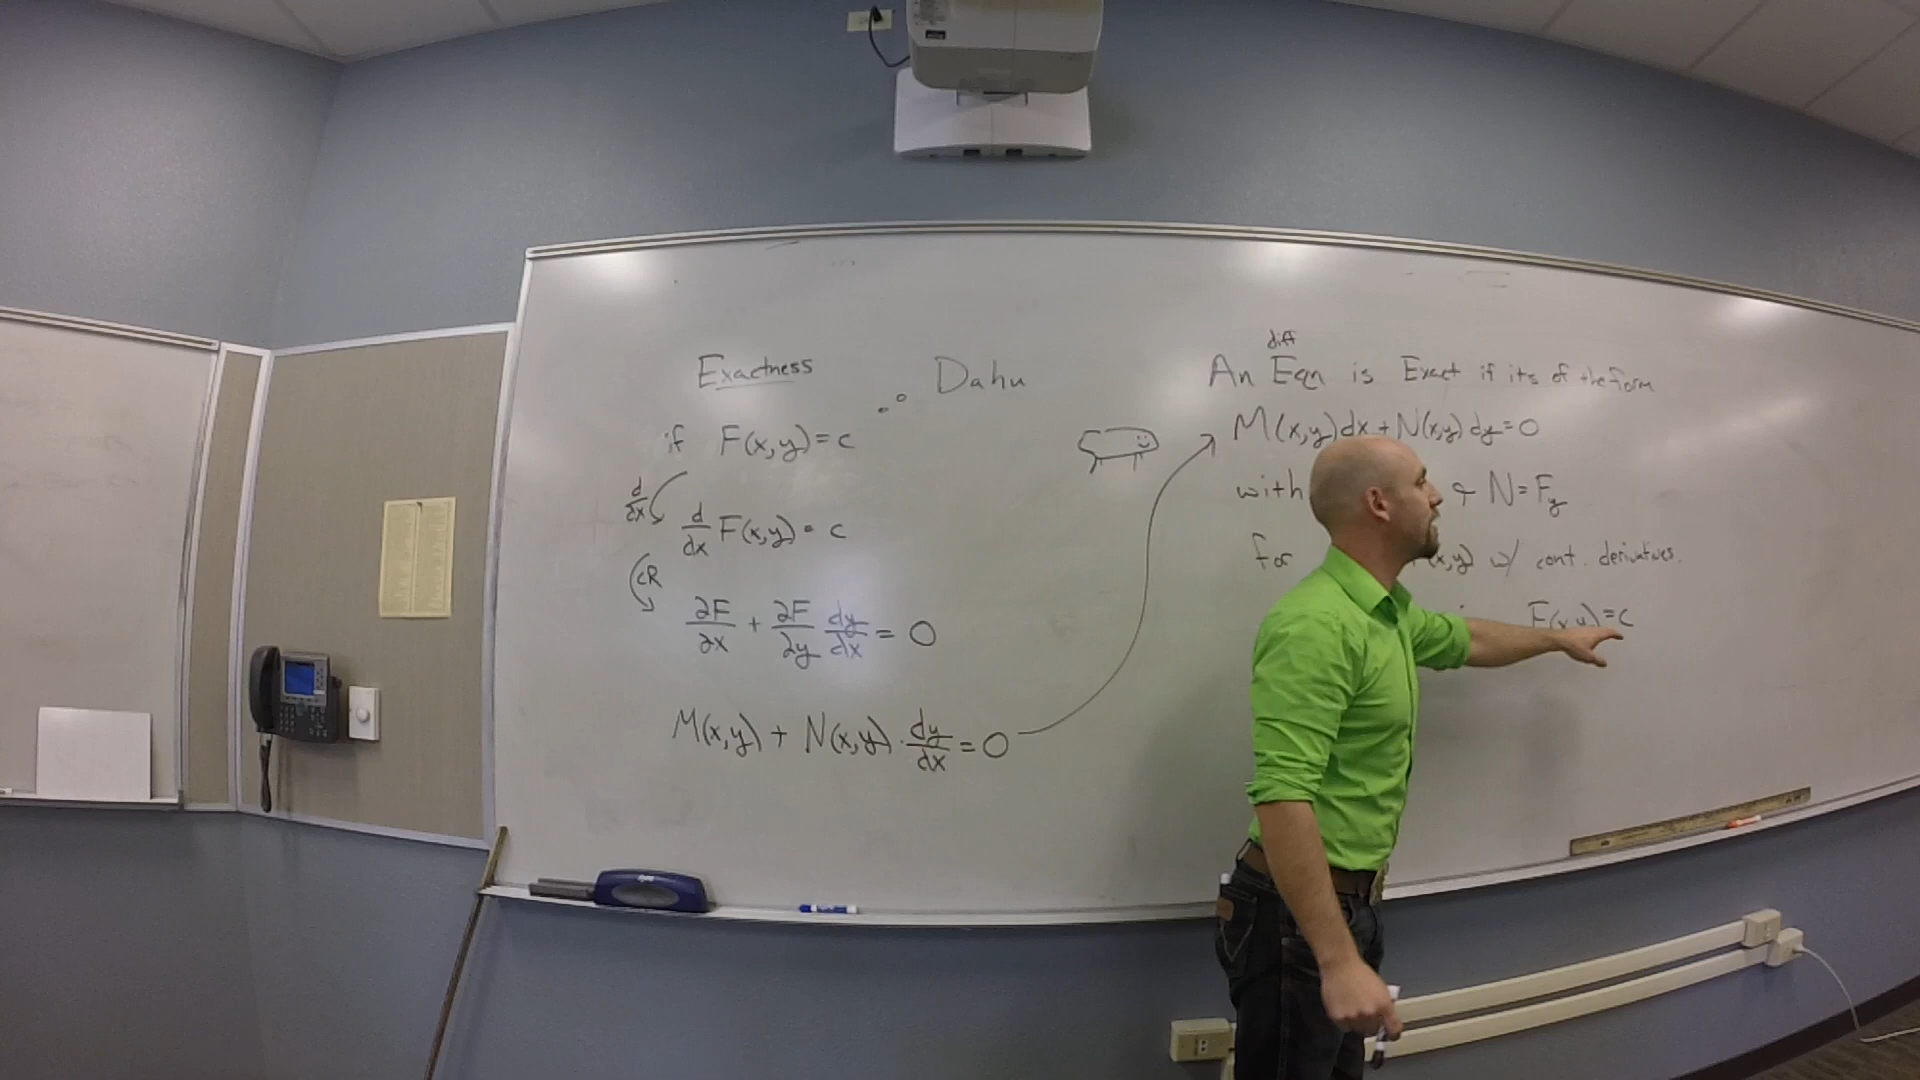 Exactness
Dahu
if F(x,y)=c
d/dx
d/dx F(x,y) = c
CR
∂F/∂x + ∂F/∂y dy/dx = 0
M(x,y) + N(x,y) · dy/dx = 0
diff
An Eqn is Exact if its of the form
M(x,y)dx + N(x,y)dy=0
with & N=F_y
for (x,y) w/ cont. derivatives.
F(x,y)=c